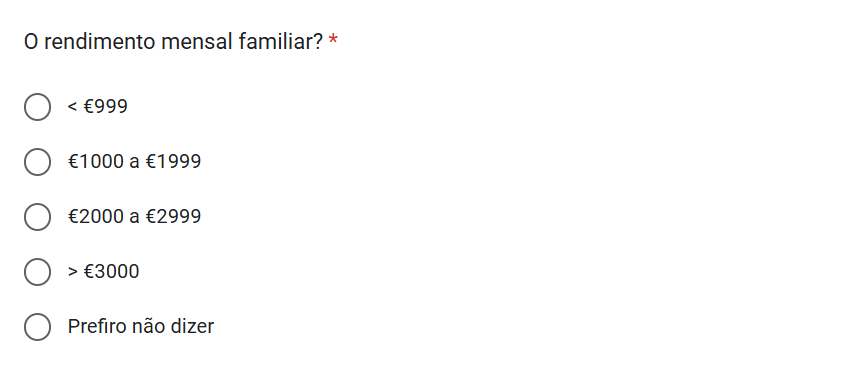 O rendimento mensal familiar? *
< €999
€1000 a €1999
€2000 a €2999
> €3000
Prefiro não dizer